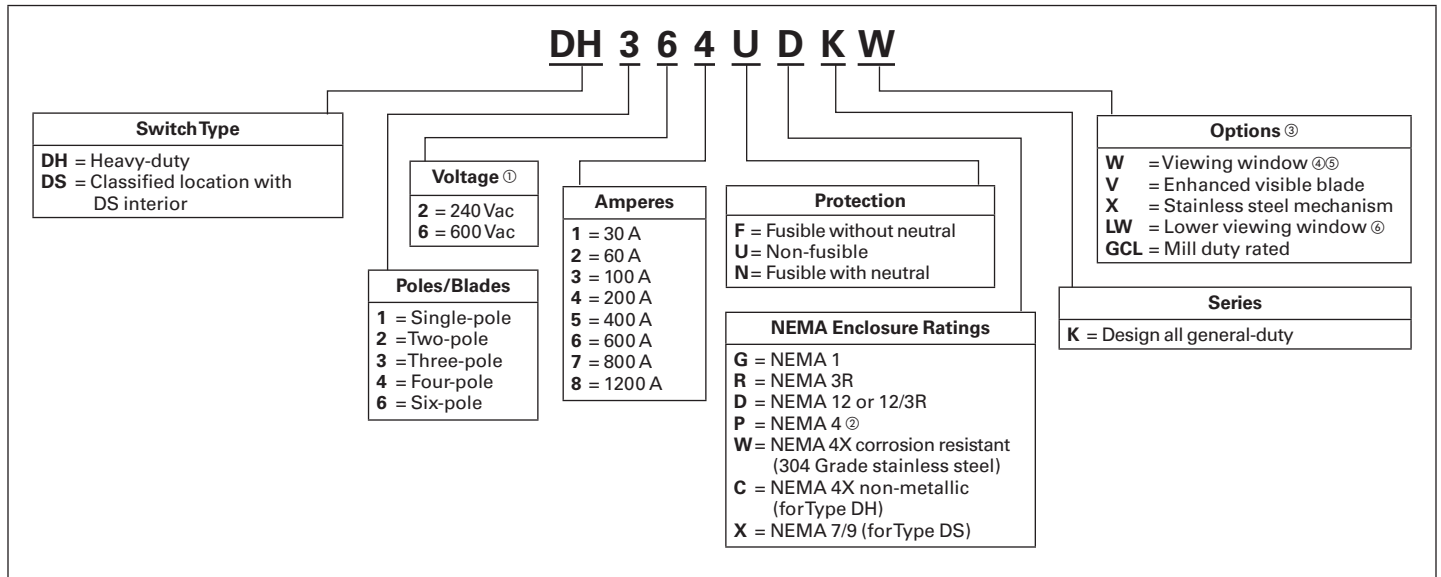 DH 3 6 4 U D K W
Switch Type
DH = Heavy-duty
DS = Classified location with
DS interior
Poles/Blades
1 = Single-pole
2 = Two-pole
3 = Three-pole
4 = Four-pole
6 = Six-pole
Voltage ①
2 = 240 Vac
6 = 600 Vac
Amperes
1 = 30 A
2 = 60 A
3 = 100 A
4 = 200 A
5 = 400 A
6 = 600 A
7 = 800 A
8 = 1200 A
Protection
F = Fusible without neutral
U = Non-fusible
N = Fusible with neutral
NEMA Enclosure Ratings
G = NEMA 1
R = NEMA 3R
D = NEMA 12 or 12/3R
P = NEMA 4 ②
W = NEMA 4X corrosion resistant
(304 Grade stainless steel)
C = NEMA 4X non-metallic
(for Type DH)
X = NEMA 7/9 (for Type DS)
Series
K = Design all general-duty
Options ③
W = Viewing window ④⑤
V = Enhanced visible blade
X = Stainless steel mechanism
LW = Lower viewing window ⑥
GCL = Mill duty rated